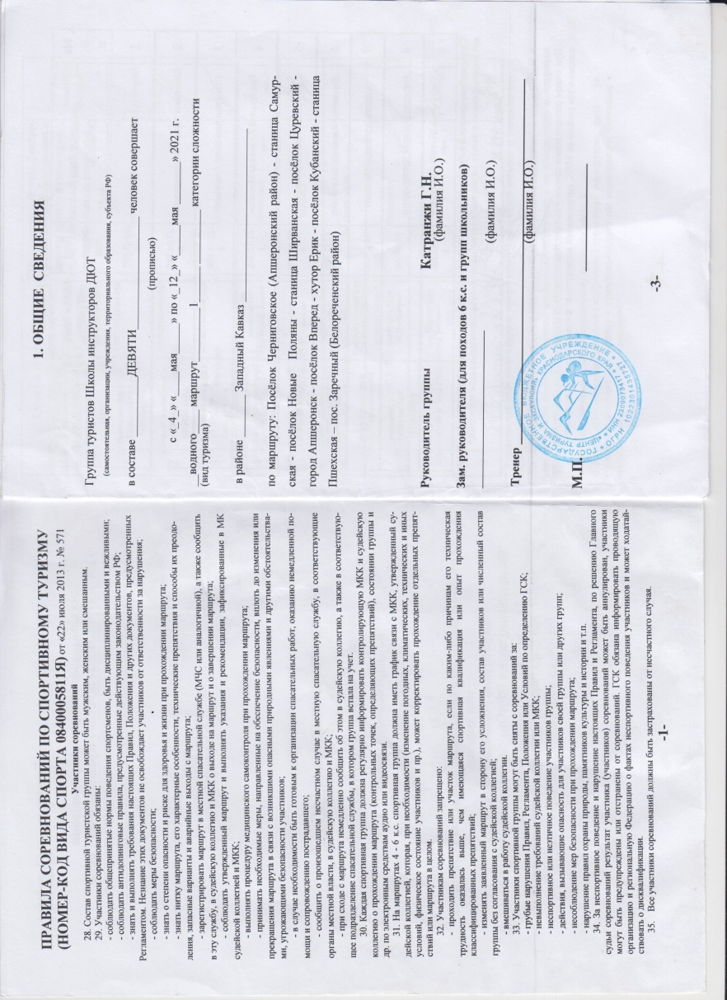 ПРАВИЛА СОРЕВНОВАНИЙ ПО СПОРТИВНОМУ ТУРИЗМУ
(НОМЕР-КОД ВИДА СПОРТА 0840005811Я) от «22» июля 2013 г. № 571
Участники соревнований
28. Состав спортивной туристской группы может быть мужским, женским или смешанным.
29. Участники соревнований обязаны:
- соблюдать общепринятые нормы поведения спортсменов, быть дисциплинированными и вежливыми;
- соблюдать антидопинговые правила, предусмотренные действующим законодательством РФ;
- знать и выполнять требования настоящих Правил, Положения и других документов, предусмотренных
Регламентом. Незнание этих документов не освобождает участников от ответственности за нарушения;
- соблюдать меры безопасности;
- знать о степени опасности и риске для здоровья и жизни при прохождении маршрута;
- знать нитку маршрута, его характерные особенности, технические препятствия и способы их преодо-
ления, запасные варианты и аварийные выходы с маршрута;
- зарегистрировать маршрут в местной спасательной службе (МЧС или аналогичной), а также сообщить
в эту службу, в судейскую коллегию и МКК о выходе на маршрут и о завершении маршрута;
- соблюдать утвержденный маршрут и выполнять указания и рекомендации, зафиксированные в МК
судейской коллегией и МКК;
- выполнять процедуру медицинского самоконтроля при прохождении маршрута;
- принимать необходимые меры, направленные на обеспечение безопасности, вплоть до изменения или
прекращения маршрута в связи с возникшими опасными природными явлениями и другими обстоятельства-
ми, угрожающими безопасности участников;
- в случае необходимости быть готовым к организации спасательных работ, оказанию немедленной по-
мощи и сопровождению пострадавшего;
- сообщить о произошедшем несчастном случае в местную спасательную службу, в соответствующие
органы местной власти, в судейскую коллегию и МКК;
- при сходе с маршрута немедленно сообщить об этом в судейскую коллегию, а также в соответствую-
щее подразделение спасательной службы, в котором группа встала на учет.
30. Каждая спортивная группа должна регулярно информировать контролирующую МКК и судейскую
коллегию о прохождении маршрута (контрольных точек, определяющих препятствий), состоянии группы и
др. по электронным средствам аудио или видеосвязи.
31. На маршрутах 4 - 6 к.с. спортивная группа должна иметь график связи с МКК, утвержденный су-
дейской коллегией, которая, при необходимости (изменение погодных, климатических, технических и иных
условий, физическое состояние участников и пр.), может корректировать прохождение отдельных препят-
ствий или маршрута в целом.
32. Участникам соревнований запрещено:
- проходить препятствие или участок маршрута, если по каким-либо причинам его техническая
трудность оказалась выше, чем имеющаяся спортивная квалификация или опыт прохождения
классифицированных препятствий;
- изменять заявленный маршрут в сторону его усложнения, состав участников или численный состав
группы без согласования с судейской коллегией;
- вмешиваться в работу судейской коллегии.
33. Участники спортивной группы могут быть сняты с соревнований за:
- грубые нарушения Правил, Регламента, Положения или Условий по определению ГСК;
- невыполнение требований судейской коллегии или МКК;
- неспортивное или неэтичное поведение участников группы;
- действия, вызывающие опасность для участников своей группы или других групп;
- несоблюдение мер безопасности при прохождении маршрута;
- нарушение правил охраны природы, памятников культуры и истории и т.п.
34. За неспортивное поведение и нарушение настоящих Правил и Регламента, по решению Главного
судьи соревнований результат участника (участников) соревнований может быть аннулирован, участники
могут быть предупреждены или отстранены от соревнований. ГСК обязана информировать проводящую
организацию и региональную Федерацию о фактах неспортивного поведения участников и может ходатай-
ствовать о дисквалификации.
35. Все участники соревнований должны быть застрахованы от несчастного случая.
-1-
1. ОБЩИЕ СВЕДЕНИЯ
Группа туристов Школы инструкторов ДЮТ
(самостоятельная, организации, учреждения, территориального образования, субъекта РФ)
в составе ДЕВЯТИ человек совершает
(прописью)
с «_4_» «____мая____» по «_12_» «____мая____» 2021 г.
водного маршрут 1 категории сложности
(вид туризма)
в районе Западный Кавказ
по маршруту: Посёлок Черниговское (Апшеронский район) - станица Самур-
ская - посёлок Новые Поляны - станица Ширванская - посёлок Цуревский -
город Апшеронск - посёлок Вперед - хутор Ерик - посёлок Кубанский - станица
Пшехская – пос. Заречный (Белореченский район)
Руководитель группы Катранжи Г.Н.
(фамилия И.О.)
Зам. руководителя (для походов 6 к.с. и групп школьников)
(фамилия И.О.)
Тренер
(фамилия И.О.)
М.П.
ГОСУДАРСТВЕННОЕ БЮДЖЕТНОЕ УЧРЕЖДЕНИЕ
«ЦЕНТР ТУРИЗМА И ЭКСКУРСИЙ» КРАСНОДАРСКОГО КРАЯ
-3-